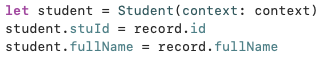 let student = Student(context: context)
student.stuId = record.id
student.fullName = record.fullName